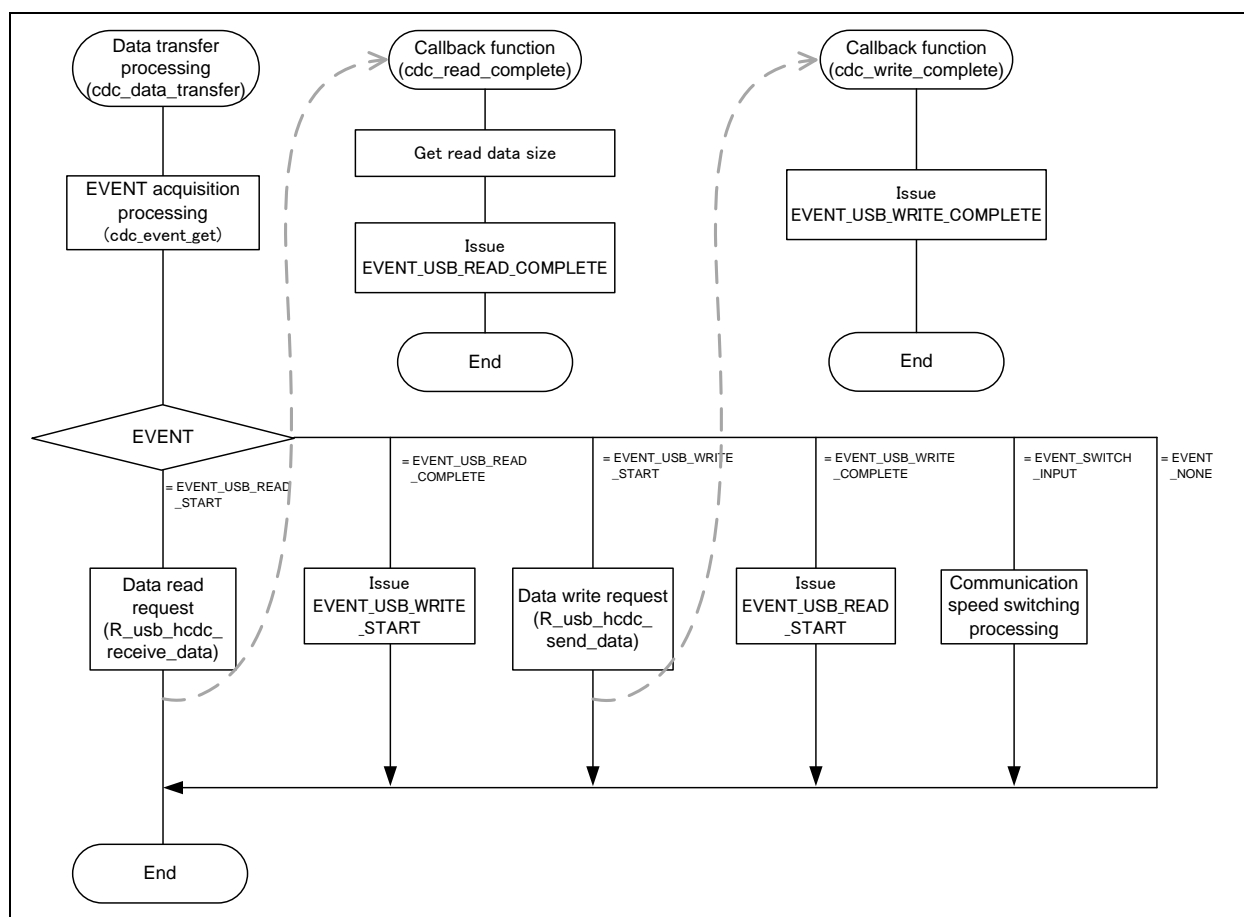 Data transfer
processing
(cdc_data_transfer)
EVENT acquisition
processing
(cdc_event_get)
Callback function
(cdc_read_complete)
Get read data size
Issue
EVENT_USB_READ_COMPLETE
End
Callback function
(cdc_write_complete)
Issue
EVENT_USB_WRITE_COMPLETE
End
EVENT
= EVENT_USB_READ
_START
= EVENT_USB_READ
_COMPLETE
= EVENT_USB_WRITE
_START
= EVENT_USB_WRITE
_COMPLETE
= EVENT_SWITCH
_INPUT
= EVENT
_NONE
Data read
request
(R_usb_hcdc_
receive_data)
Issue
EVENT_USB_WRITE
_START
Data write request
(R_usb_hcdc_
send_data)
Issue
EVENT_USB_READ
_START
Communication
speed switching
processing
End